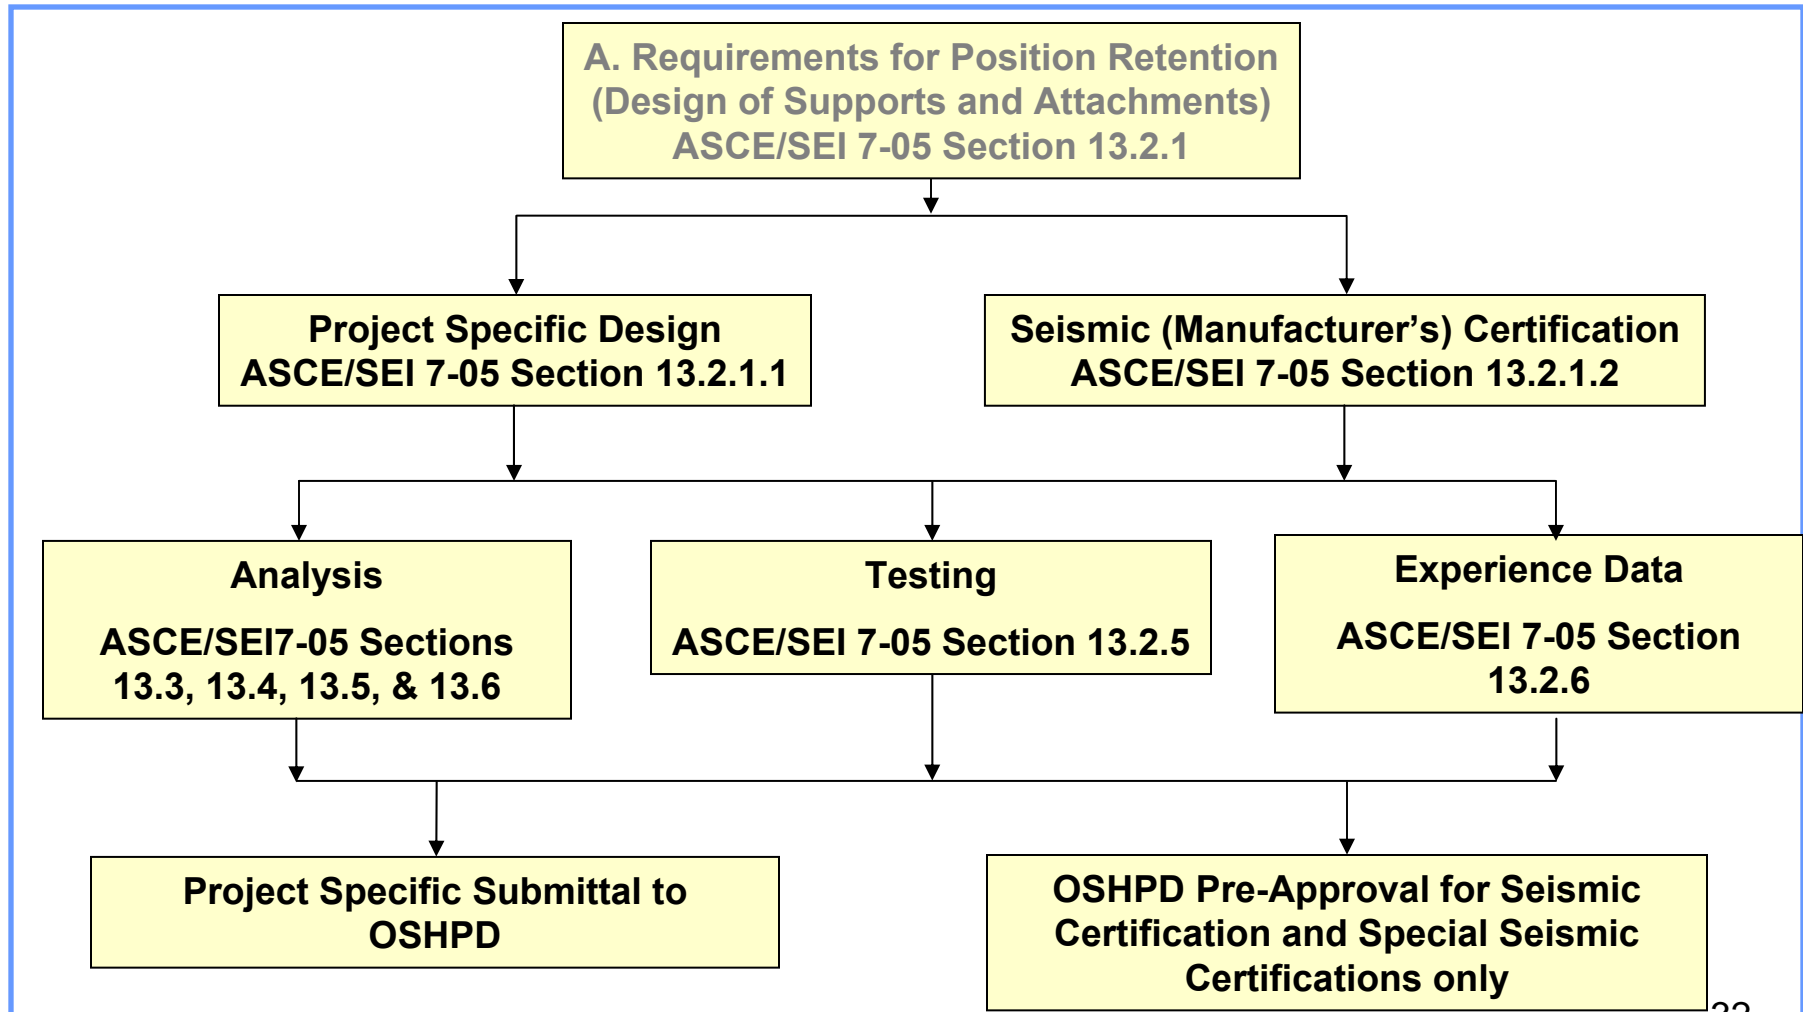 A. Requirements for Position Retention
(Design of Supports and Attachments)
ASCE/SEI 7-05 Section 13.2.1
Project Specific Design
ASCE/SEI 7-05 Section 13.2.1.1
Seismic (Manufacturer’s) Certification
ASCE/SEI 7-05 Section 13.2.1.2
Analysis
ASCE/SEI7-05 Sections
13.3, 13.4, 13.5, & 13.6
Testing
ASCE/SEI 7-05 Section 13.2.5
Experience Data
ASCE/SEI 7-05 Section
13.2.6
Project Specific Submittal to
OSHPD
OSHPD Pre-Approval for Seismic
Certification and Special Seismic
Certifications only